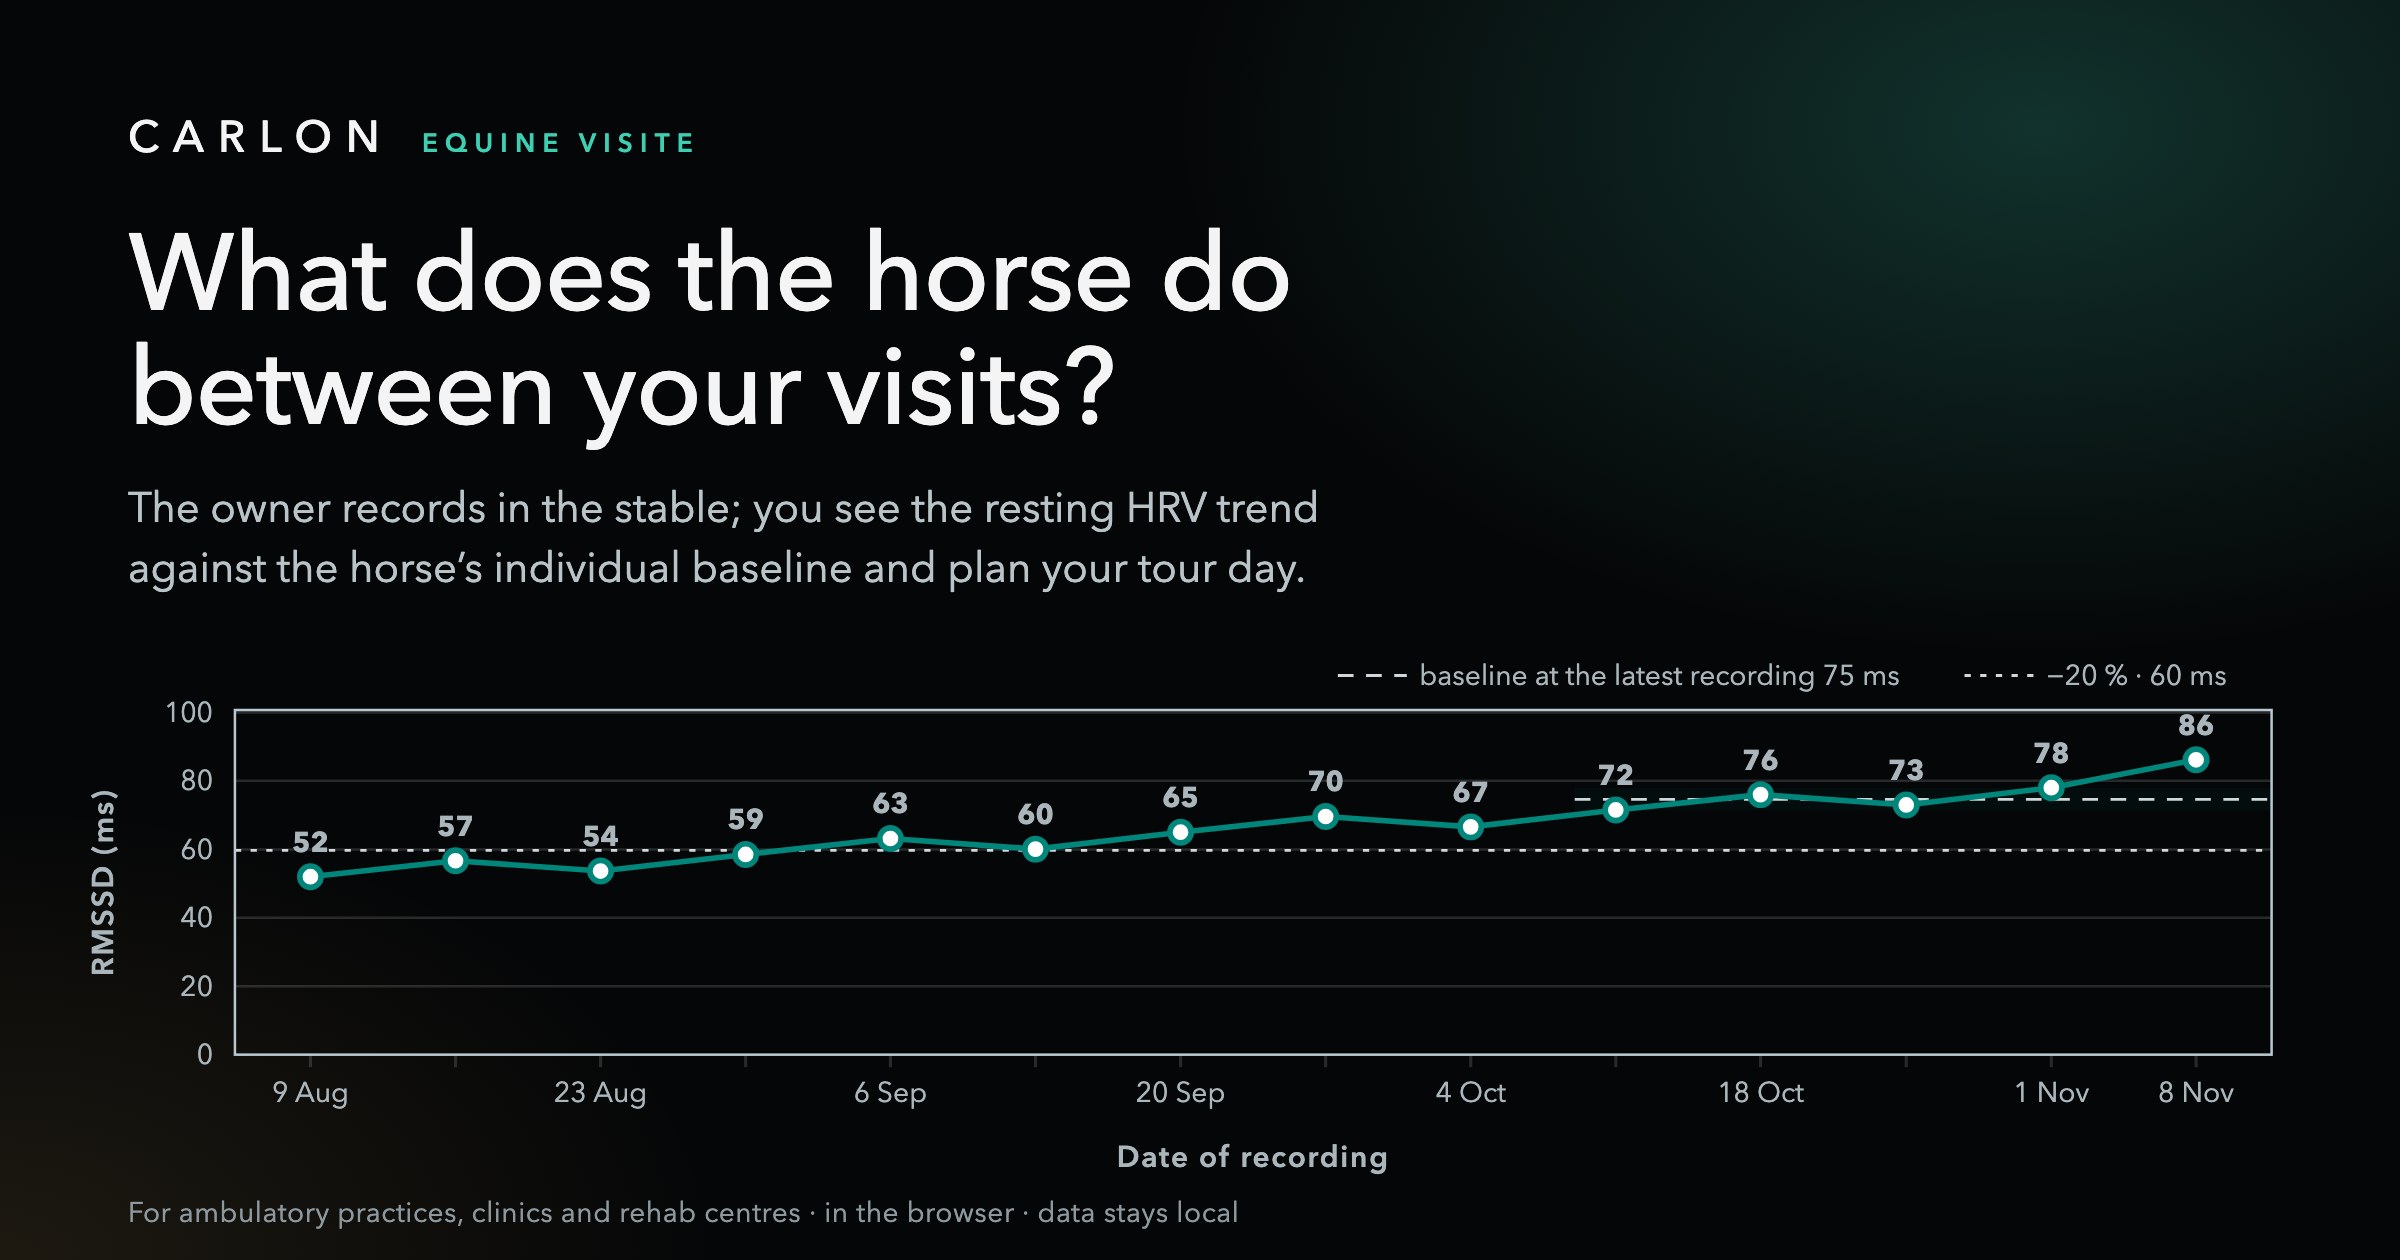 CARLON EQUINE VISITE
What does the horse do
between your visits?
The owner records in the stable; you see the resting HRV trend
against the horse’s individual baseline and plan your tour day.
baseline at the latest recording 75 ms −20 % · 60 ms
RMSSD (ms)
100
80
60
40
20
0
52 57 54 59 63 60 65 70 67 72 76 73 78 86
9 Aug 23 Aug 6 Sep 20 Sep 4 Oct 18 Oct 1 Nov 8 Nov
Date of recording
For ambulatory practices, clinics and rehab centres · in the browser · data stays local